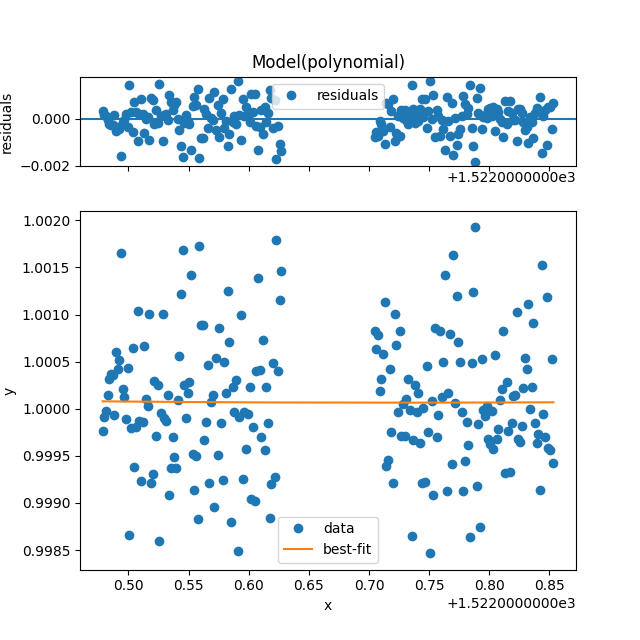 Model(polynomial)
residuals
0.000
−0.002
residuals
+1.5220000000e3
y
1.0020
1.0015
1.0010
1.0005
1.0000
0.9995
0.9990
0.9985
data
best-fit
0.50 0.55 0.60 0.65 0.70 0.75 0.80 0.85
x
+1.5220000000e3